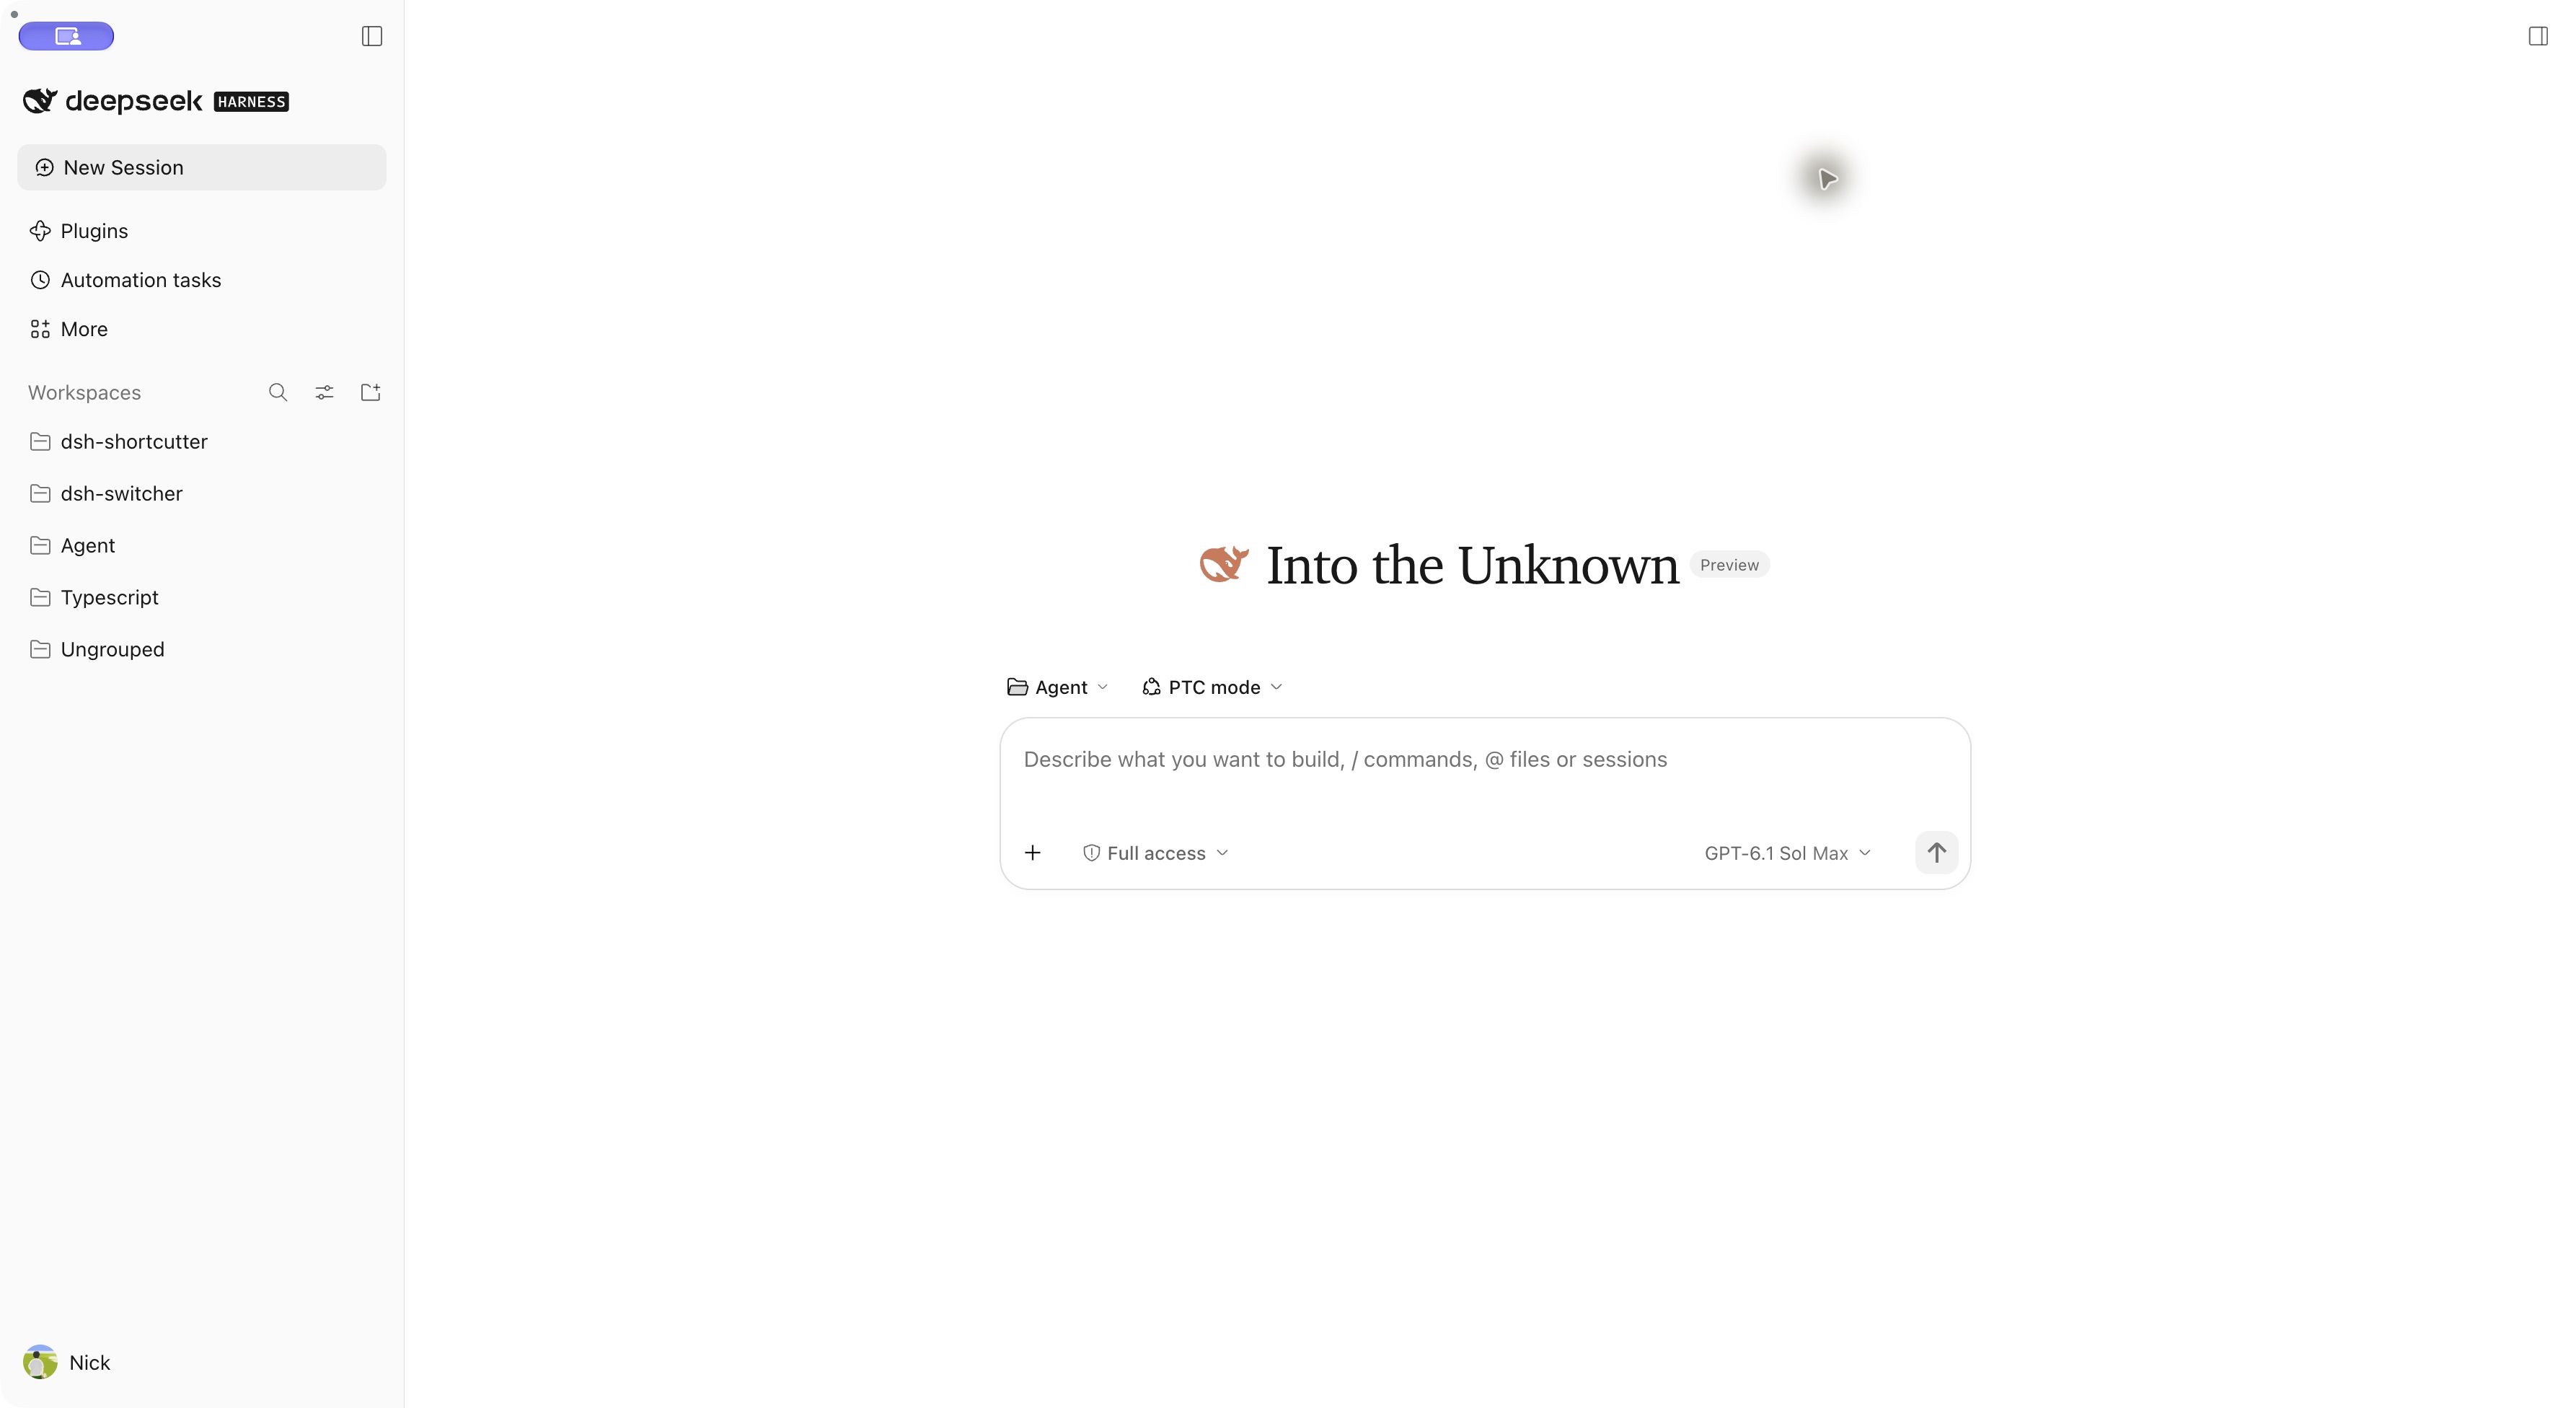 deepseek HARNESS
New Session
Plugins
Automation tasks
More
Workspaces
dsh-shortcutter
dsh-switcher
Agent
Typescript
Ungrouped
Nick
Into the Unknown Preview
Agent PTC mode
Describe what you want to build, / commands, @ files or sessions
Full access GPT-6.1 Sol Max